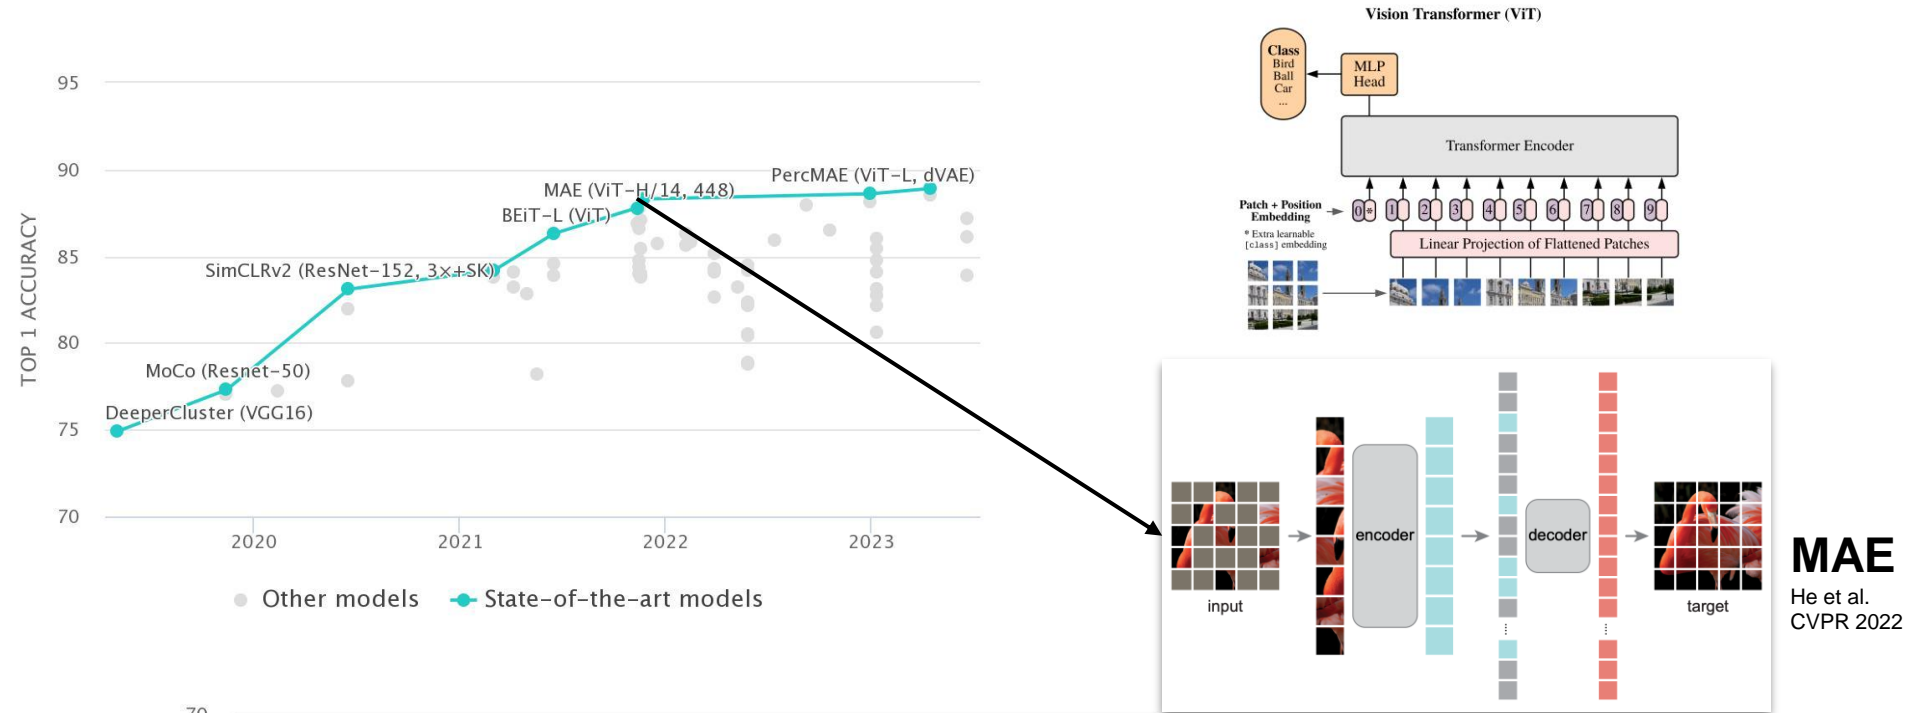 95
90
85
80
75
70
TOP 1 ACCURACY
PercMAE (ViT-L, dVAE)
MAE (ViT-H/14, 448)
BEiT-L (ViT)
SimCLRv2 (ResNet-152, 3×+SK)
MoCo (Resnet-50)
DeeperCluster (VGG16)
2020
2021
2022
2023
Other models
State-of-the-art models
70
Vision Transformer (ViT)
Class
Bird
Ball
Car
...
MLP
Head
Transformer Encoder
Patch + Position
Embedding
* Extra learnable
[class] embedding
0 * 1 2 3 4 5 6 7 8 9
Linear Projection of Flattened Patches
input
encoder
decoder
target
MAE
He et al.
CVPR 2022